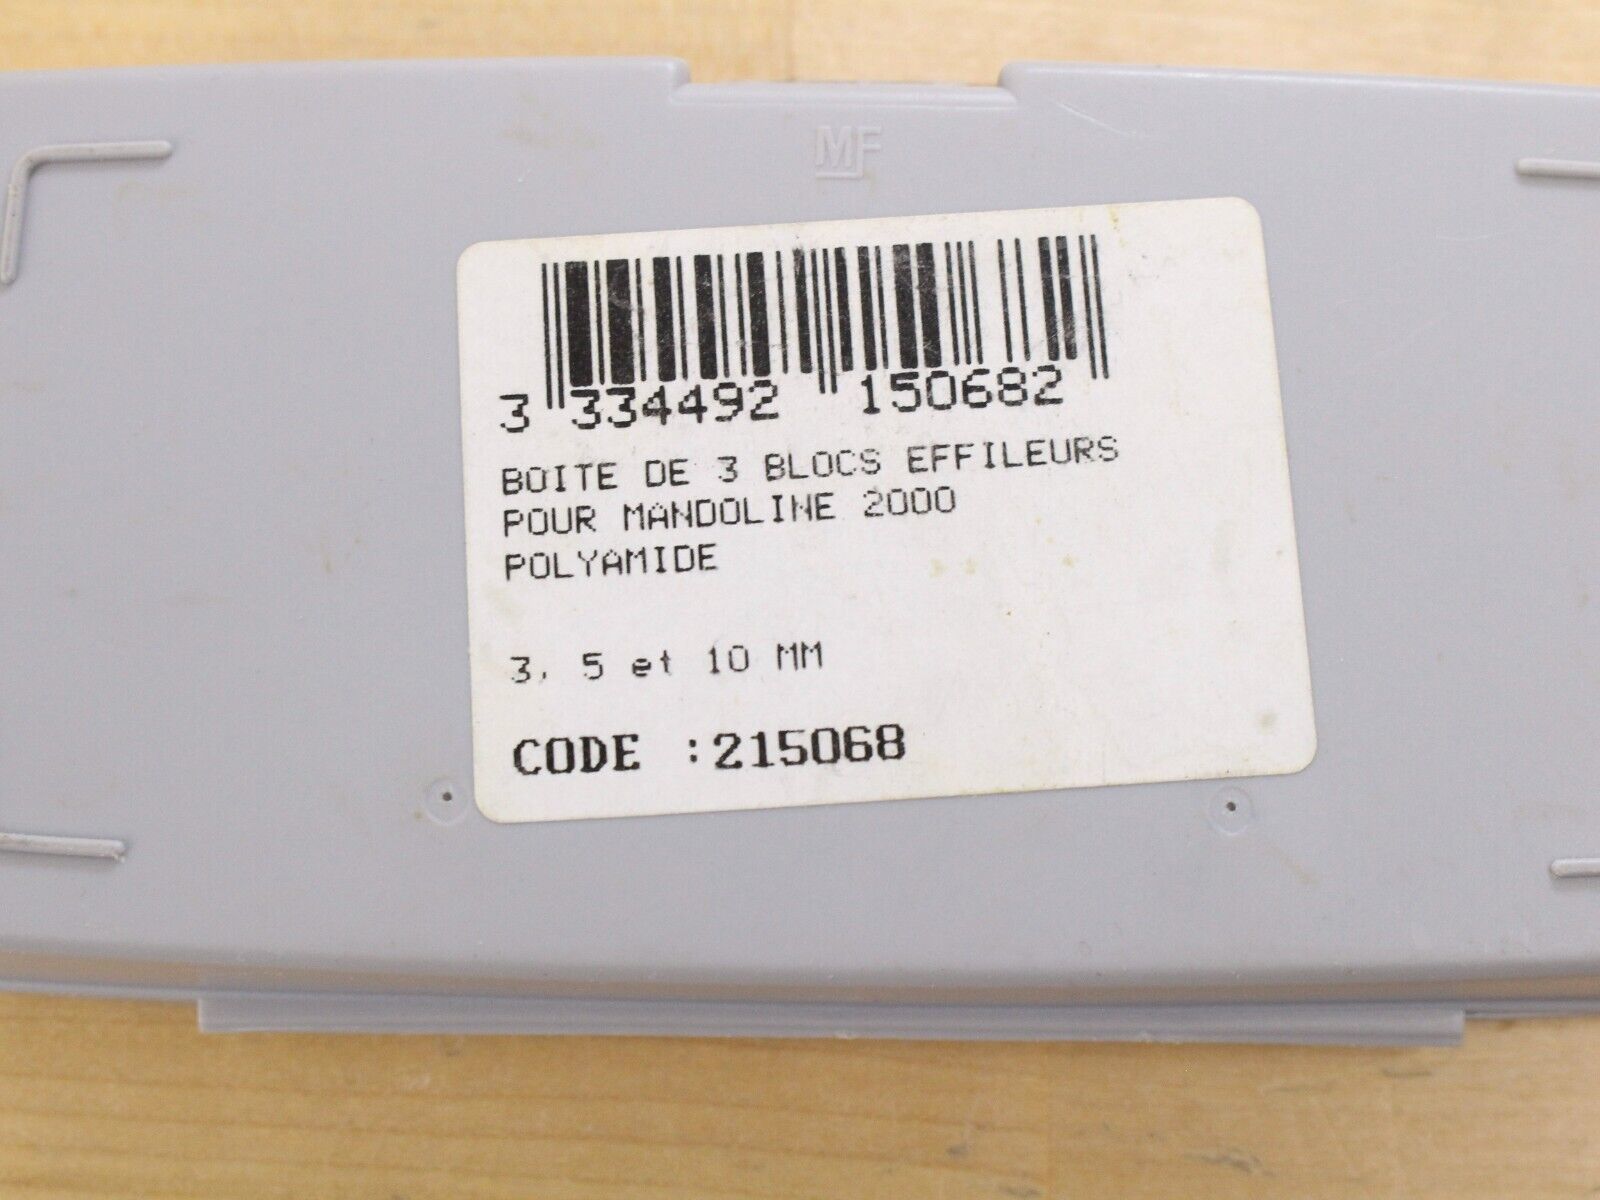 MF
3 334492 150682
BOITE DE 3 BLOCS EFFILEURS
POUR MANDOLINE 2000
POLYAMIDE
3, 5 et 10 MM
CODE :215068